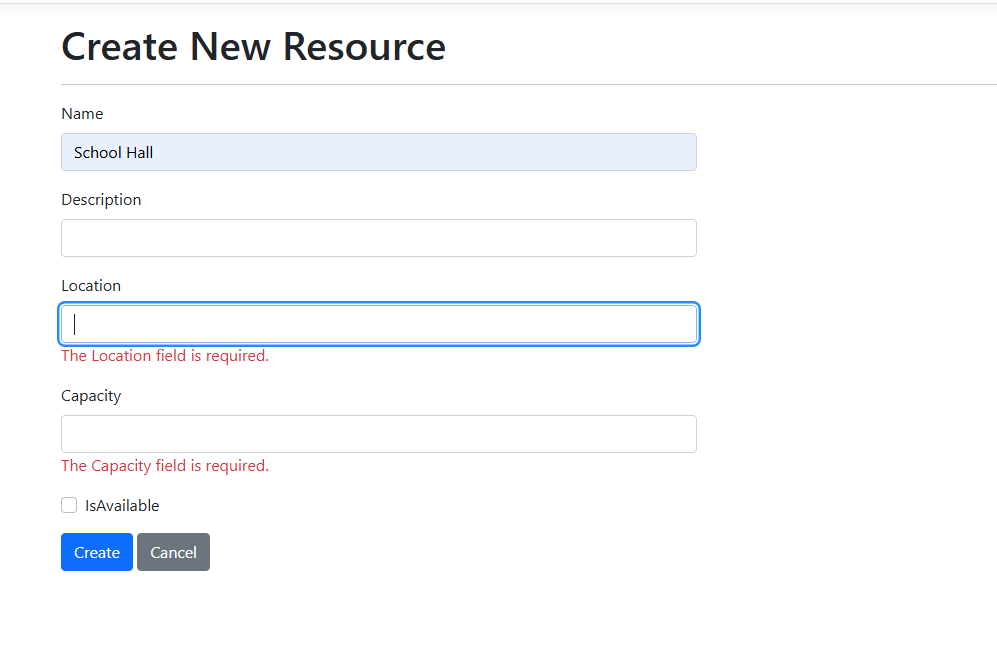 Create New Resource
Name
School Hall
Description
Location
The Location field is required.
Capacity
The Capacity field is required.
IsAvailable
Create Cancel